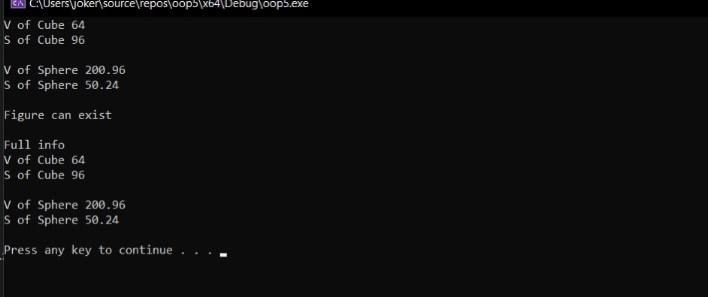 C:\Users\joker\source\repos\oop5\x64\Debug\oop5.exe
V of Cube 64
S of Cube 96
V of Sphere 200.96
S of Sphere 50.24
Figure can exist
Full info
V of Cube 64
S of Cube 96
V of Sphere 200.96
S of Sphere 50.24
Press any key to continue . . .